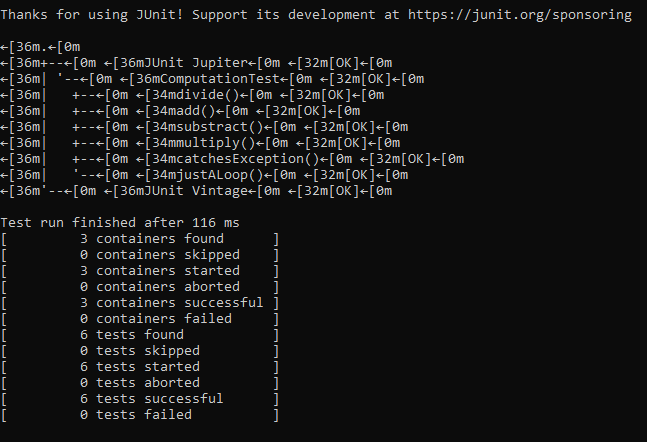 Thanks for using JUnit! Support its development at https://junit.org/sponsoring
←[36m.←[0m
←[36m+--←[0m ←[36mJUnit Jupiter←[0m ←[32m[OK]←[0m
←[36m| '--←[0m ←[36mComputationTest←[0m ←[32m[OK]←[0m
←[36m|   +--←[0m ←[34mdivide()←[0m ←[32m[OK]←[0m
←[36m|   +--←[0m ←[34madd()←[0m ←[32m[OK]←[0m
←[36m|   +--←[0m ←[34msubstract()←[0m ←[32m[OK]←[0m
←[36m|   +--←[0m ←[34mmultiply()←[0m ←[32m[OK]←[0m
←[36m|   +--←[0m ←[34mcatchesException()←[0m ←[32m[OK]←[0m
←[36m|   '--←[0m ←[34mjustALoop()←[0m ←[32m[OK]←[0m
←[36m'--←[0m ←[36mJUnit Vintage←[0m ←[32m[OK]←[0m
Test run finished after 116 ms
[         3 containers found      ]
[         0 containers skipped    ]
[         3 containers started    ]
[         0 containers aborted    ]
[         3 containers successful ]
[         0 containers failed     ]
[         6 tests found           ]
[         0 tests skipped         ]
[         6 tests started         ]
[         0 tests aborted         ]
[         6 tests successful      ]
[         0 tests failed          ]